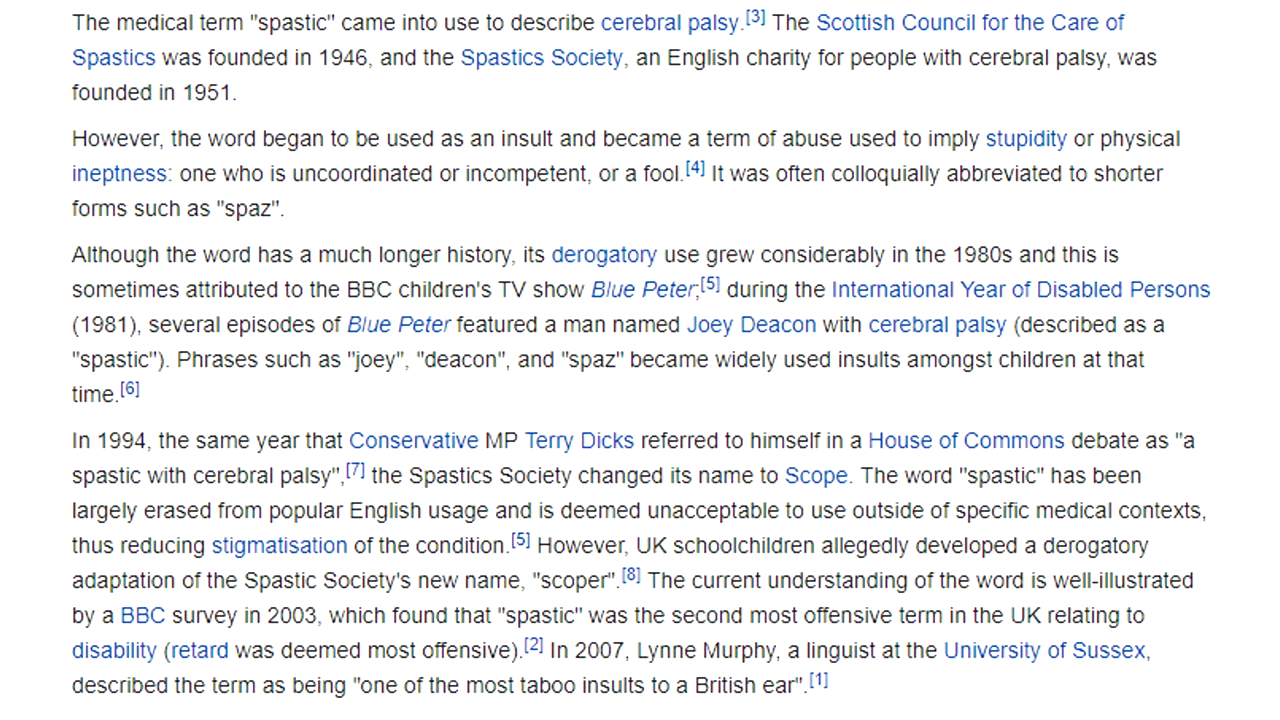 The medical term "spastic" came into use to describe cerebral palsy.[3] The Scottish Council for the Care of
Spastics was founded in 1946, and the Spastics Society, an English charity for people with cerebral palsy, was
founded in 1951.
However, the word began to be used as an insult and became a term of abuse used to imply stupidity or physical
ineptness: one who is uncoordinated or incompetent, or a fool.[4] It was often colloquially abbreviated to shorter
forms such as "spaz".
Although the word has a much longer history, its derogatory use grew considerably in the 1980s and this is
sometimes attributed to the BBC children's TV show Blue Peter;[5] during the International Year of Disabled Persons
(1981), several episodes of Blue Peter featured a man named Joey Deacon with cerebral palsy (described as a
"spastic"). Phrases such as "joey", "deacon", and "spaz" became widely used insults amongst children at that
time.[6]
In 1994, the same year that Conservative MP Terry Dicks referred to himself in a House of Commons debate as "a
spastic with cerebral palsy",[7] the Spastics Society changed its name to Scope. The word "spastic" has been
largely erased from popular English usage and is deemed unacceptable to use outside of specific medical contexts,
thus reducing stigmatisation of the condition.[5] However, UK schoolchildren allegedly developed a derogatory
adaptation of the Spastic Society's new name, "scoper".[8] The current understanding of the word is well-illustrated
by a BBC survey in 2003, which found that "spastic" was the second most offensive term in the UK relating to
disability (retard was deemed most offensive).[2] In 2007, Lynne Murphy, a linguist at the University of Sussex,
described the term as being "one of the most taboo insults to a British ear".[1]